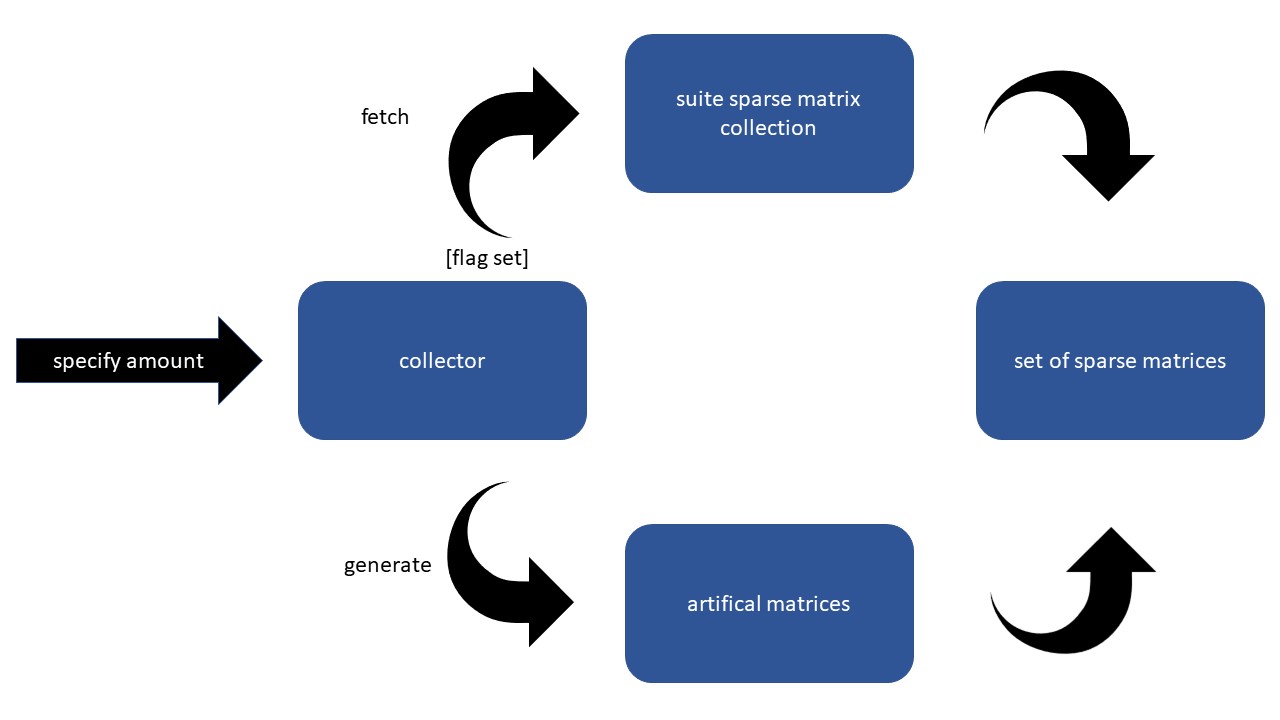 suite sparse matrix
collection
fetch
[flag set]
specify amount
collector
set of sparse matrices
generate
artifical matrices